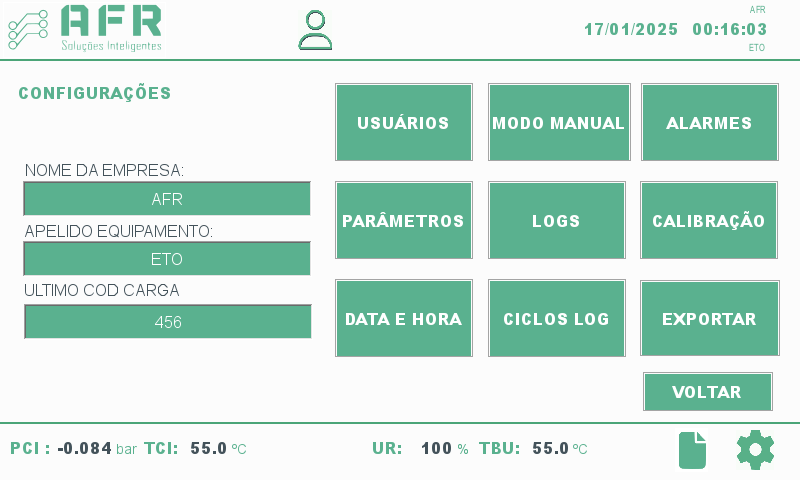 AFR
Soluções Inteligentes
AFR
17/01/2025 00:16:03
ETO
CONFIGURAÇÕES
NOME DA EMPRESA:
AFR
APELIDO EQUIPAMENTO:
ETO
ULTIMO COD CARGA
456
USUÁRIOS
MODO MANUAL
ALARMES
PARÂMETROS
LOGS
CALIBRAÇÃO
DATA E HORA
CICLOS LOG
EXPORTAR
VOLTAR
PCI : -0.084 bar TCI: 55.0 ºC UR: 100 % TBU: 55.0 ºC